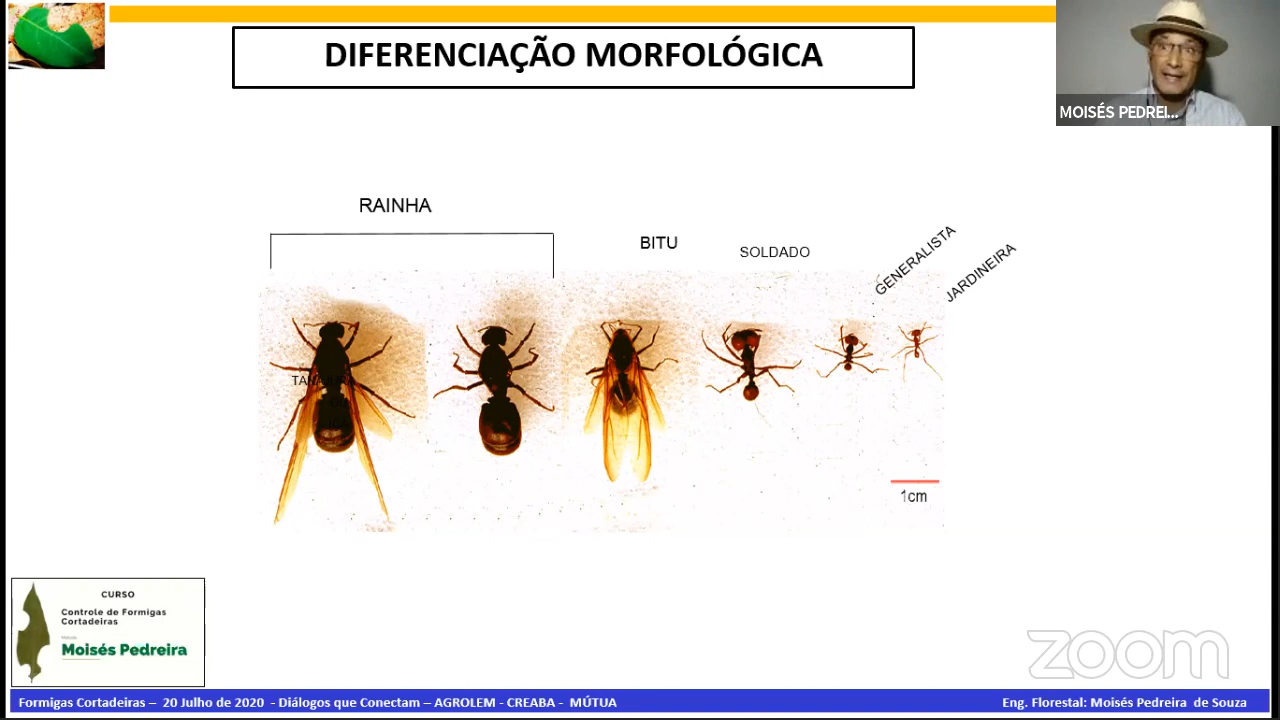 DIFERENCIAÇÃO MORFOLÓGICA
MOISÉS PEDREI...
RAINHA
BITU
SOLDADO
GENERALISTA
JARDINEIRA
1cm
CURSO
Controle de Formigas
Cortadeiras
Moisés Pedreira
zoom
Formigas Cortadeiras – 20 Julho de 2020 - Diálogos que Conectam – AGROLEM - CREABA - MÚTUA
Eng. Florestal: Moisés Pedreira de Souza